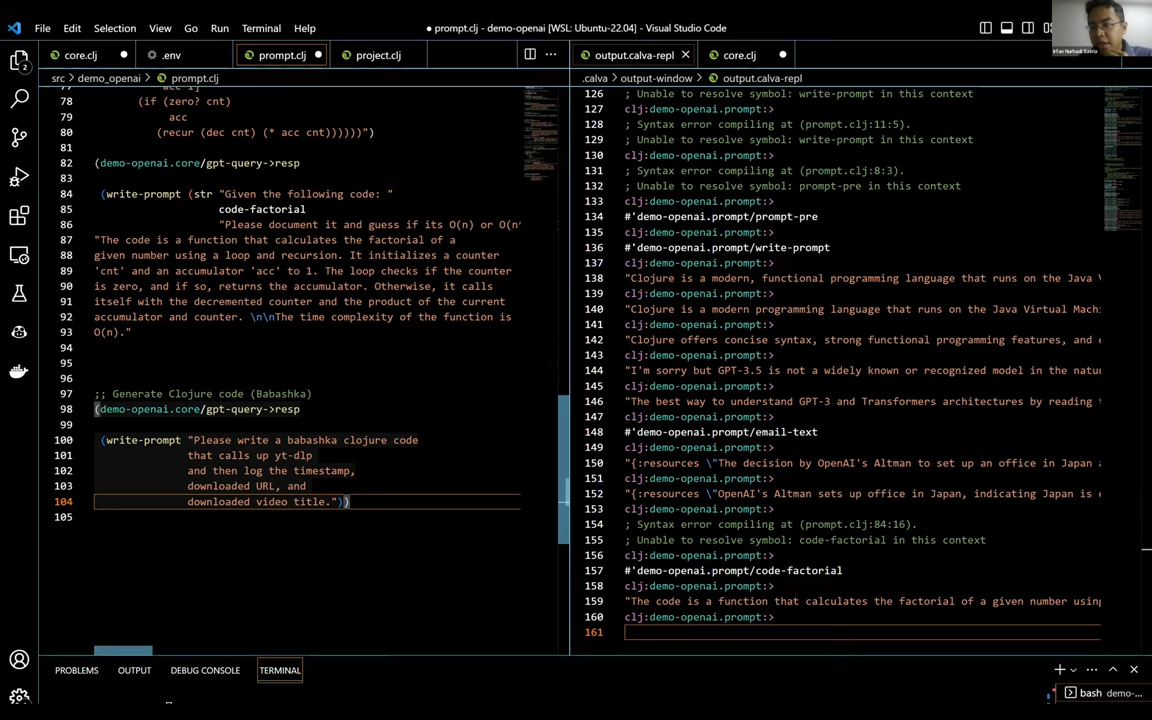 File Edit Selection View Go Run Terminal Help
● prompt.clj - demo-openai [WSL: Ubuntu-22.04] - Visual Studio Code
core.clj ● .env prompt.clj ● project.clj ···
src > demo_openai > prompt.clj
78 (if (zero? cnt)
79 acc
80 (recur (dec cnt) (* acc cnt))))))")
81
82 (demo-openai.core/gpt-query->resp
83
84 (write-prompt (str "Given the following code: "
85 code-factorial
86 "Please document it and guess if its O(n) or O(n^
87 "The code is a function that calculates the factorial of a
88 given number using a loop and recursion. It initializes a counter
89 'cnt' and an accumulator 'acc' to 1. The loop checks if the counter
90 is zero, and if so, returns the accumulator. Otherwise, it calls
91 itself with the decremented counter and the product of the current
92 accumulator and counter. \n\nThe time complexity of the function is
93 O(n)."
94
95
96
97 ;; Generate Clojure code (Babashka)
98 (demo-openai.core/gpt-query->resp
99
100 (write-prompt "Please write a babashka clojure code
101 that calls up yt-dlp
102 and then log the timestamp,
103 downloaded URL, and
104 downloaded video title."))
105
output.calva-repl × core.clj ●
.calva > output-window > output.calva-repl
126 ; Unable to resolve symbol: write-prompt in this context
127 clj:demo-openai.prompt:>
128 ; Syntax error compiling at (prompt.clj:11:5).
129 ; Unable to resolve symbol: write-prompt in this context
130 clj:demo-openai.prompt:>
131 ; Syntax error compiling at (prompt.clj:8:3).
132 ; Unable to resolve symbol: prompt-pre in this context
133 clj:demo-openai.prompt:>
134 #'demo-openai.prompt/prompt-pre
135 clj:demo-openai.prompt:>
136 #'demo-openai.prompt/write-prompt
137 clj:demo-openai.prompt:>
138 "Clojure is a modern, functional programming language that runs on the Java V
139 clj:demo-openai.prompt:>
140 "Clojure is a modern programming language that runs on the Java Virtual Machi
141 clj:demo-openai.prompt:>
142 "Clojure offers concise syntax, strong functional programming features, and e
143 clj:demo-openai.prompt:>
144 "I'm sorry but GPT-3.5 is not a widely known or recognized model in the natur
145 clj:demo-openai.prompt:>
146 "The best way to understand GPT-3 and Transformers architectures by reading t
147 clj:demo-openai.prompt:>
148 #'demo-openai.prompt/email-text
149 clj:demo-openai.prompt:>
150 "{:resources \"The decision by OpenAI's Altman to set up an office in Japan a
151 clj:demo-openai.prompt:>
152 "{:resources \"OpenAI's Altman sets up office in Japan, indicating Japan is e
153 clj:demo-openai.prompt:>
154 ; Syntax error compiling at (prompt.clj:84:16).
155 ; Unable to resolve symbol: code-factorial in this context
156 clj:demo-openai.prompt:>
157 #'demo-openai.prompt/code-factorial
158 clj:demo-openai.prompt:>
159 "The code is a function that calculates the factorial of a given number using
160 clj:demo-openai.prompt:>
161
PROBLEMS OUTPUT DEBUG CONSOLE TERMINAL
bash demo-...
2